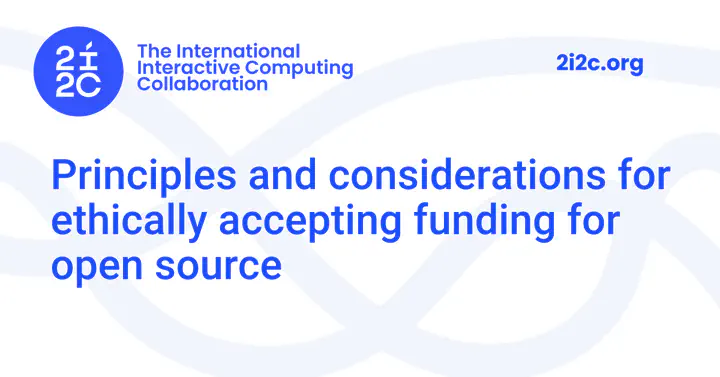 2i2c
The International
Interactive Computing
Collaboration
2i2c.org
Principles and considerations for
ethically accepting funding for
open source